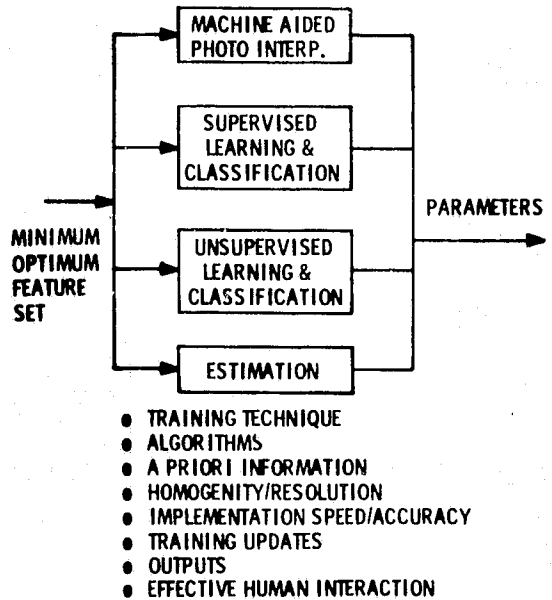 MACHINE AIDED
PHOTO INTERP.
SUPERVISED
LEARNING &
CLASSIFICATION
PARAMETERS
MINIMUM
OPTIMUM
FEATURE
SET
UNSUPERVISED
LEARNING &
CLASSIFICATION
ESTIMATION
● TRAINING TECHNIQUE
● ALGORITHMS
● A PRIORI INFORMATION
● HOMOGENITY/RESOLUTION
● IMPLEMENTATION SPEED/ACCURACY
● TRAINING UPDATES
● OUTPUTS
● EFFECTIVE HUMAN INTERACTION